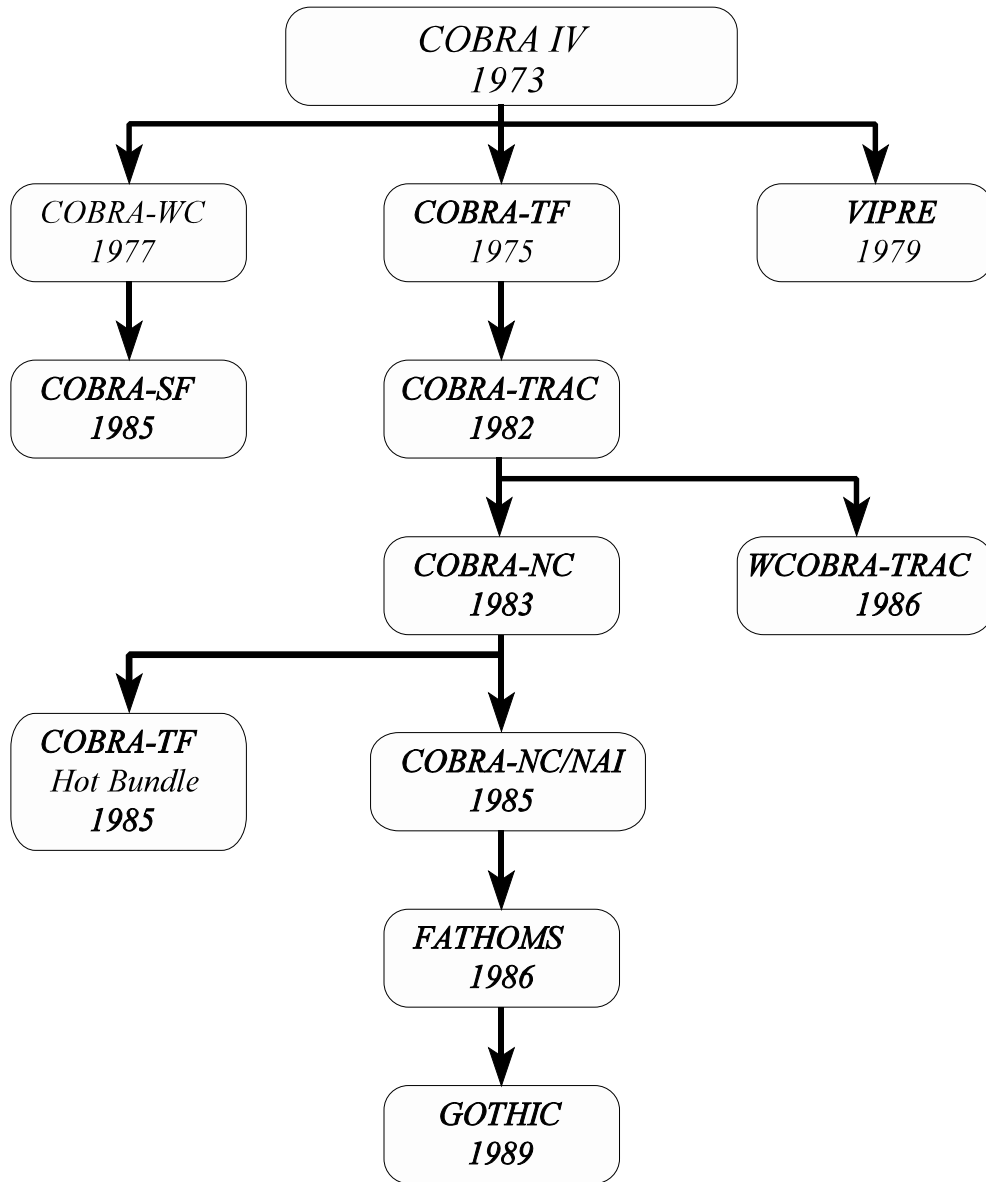 COBRA IV
1973
COBRA-WC
1977
COBRA-TF
1975
VIPRE
1979
COBRA-SF
1985
COBRA-TRAC
1982
COBRA-NC
1983
WCOBRA-TRAC
1986
COBRA-TF
Hot Bundle
1985
COBRA-NC/NAI
1985
FATHOMS
1986
GOTHIC
1989